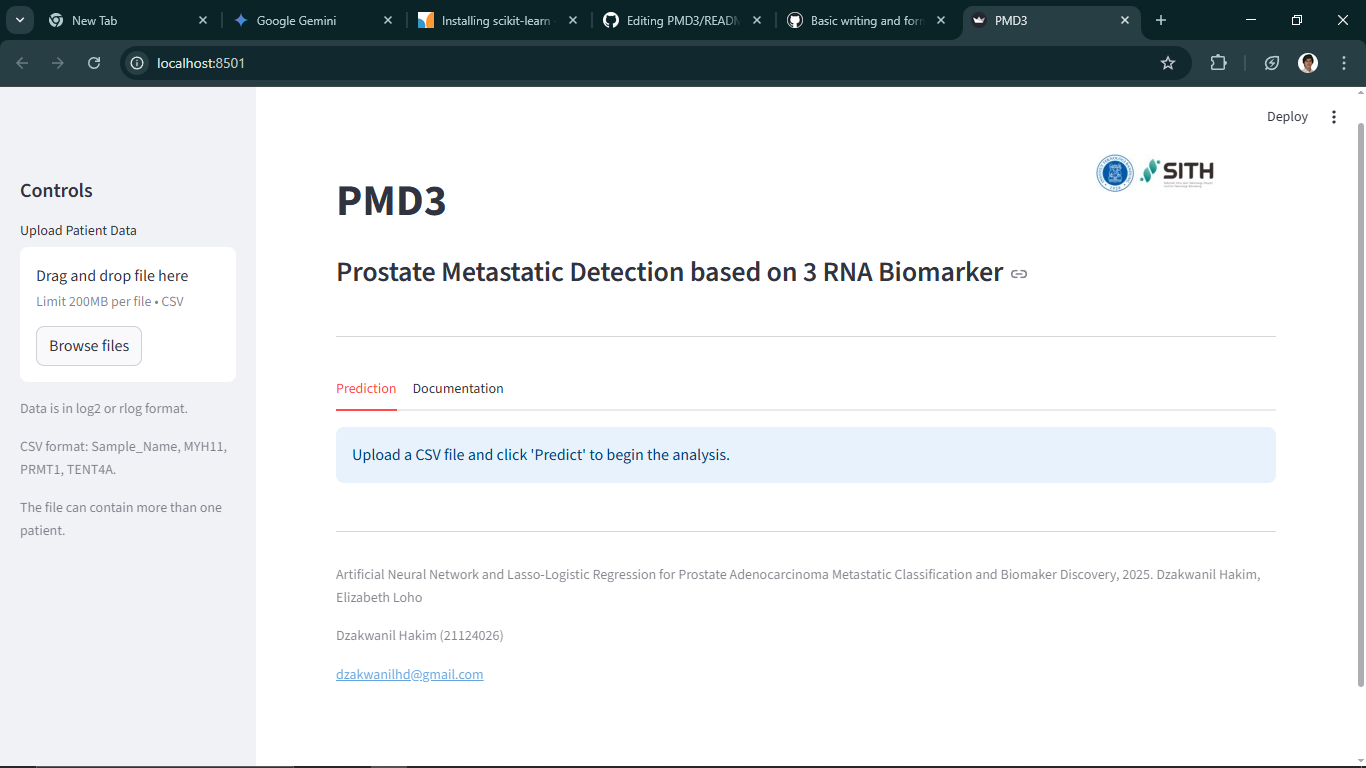 New Tab
Google Gemini
Installing scikit-learn
Editing PMD3/READM
Basic writing and form
PMD3
localhost:8501
Deploy
SITH
Controls
Upload Patient Data
Drag and drop file here
Limit 200MB per file • CSV
Browse files
Data is in log2 or rlog format.
CSV format: Sample_Name, MYH11,
PRMT1, TENT4A.
The file can contain more than one
patient.
PMD3
Prostate Metastatic Detection based on 3 RNA Biomarker
Prediction
Documentation
Upload a CSV file and click 'Predict' to begin the analysis.
Artificial Neural Network and Lasso-Logistic Regression for Prostate Adenocarcinoma Metastatic Classification and Biomaker Discovery, 2025. Dzakwanil Hakim,
Elizabeth Loho
Dzakwanil Hakim (21124026)
dzakwanilhd@gmail.com